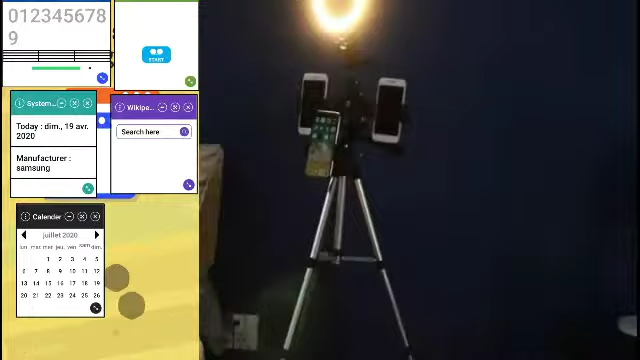 012345678
9
START
System...
Wikipe...
Today : dim., 19 avr.
2020
Search here
Manufacturer :
samsung
Calender
juillet 2020
lun. mar. mer. jeu. ven. sam. dim.
1 2 3 4 5
6 7 8 9 10 11 12
13 14 15 16 17 18 19
20 21 22 23 24 25 26